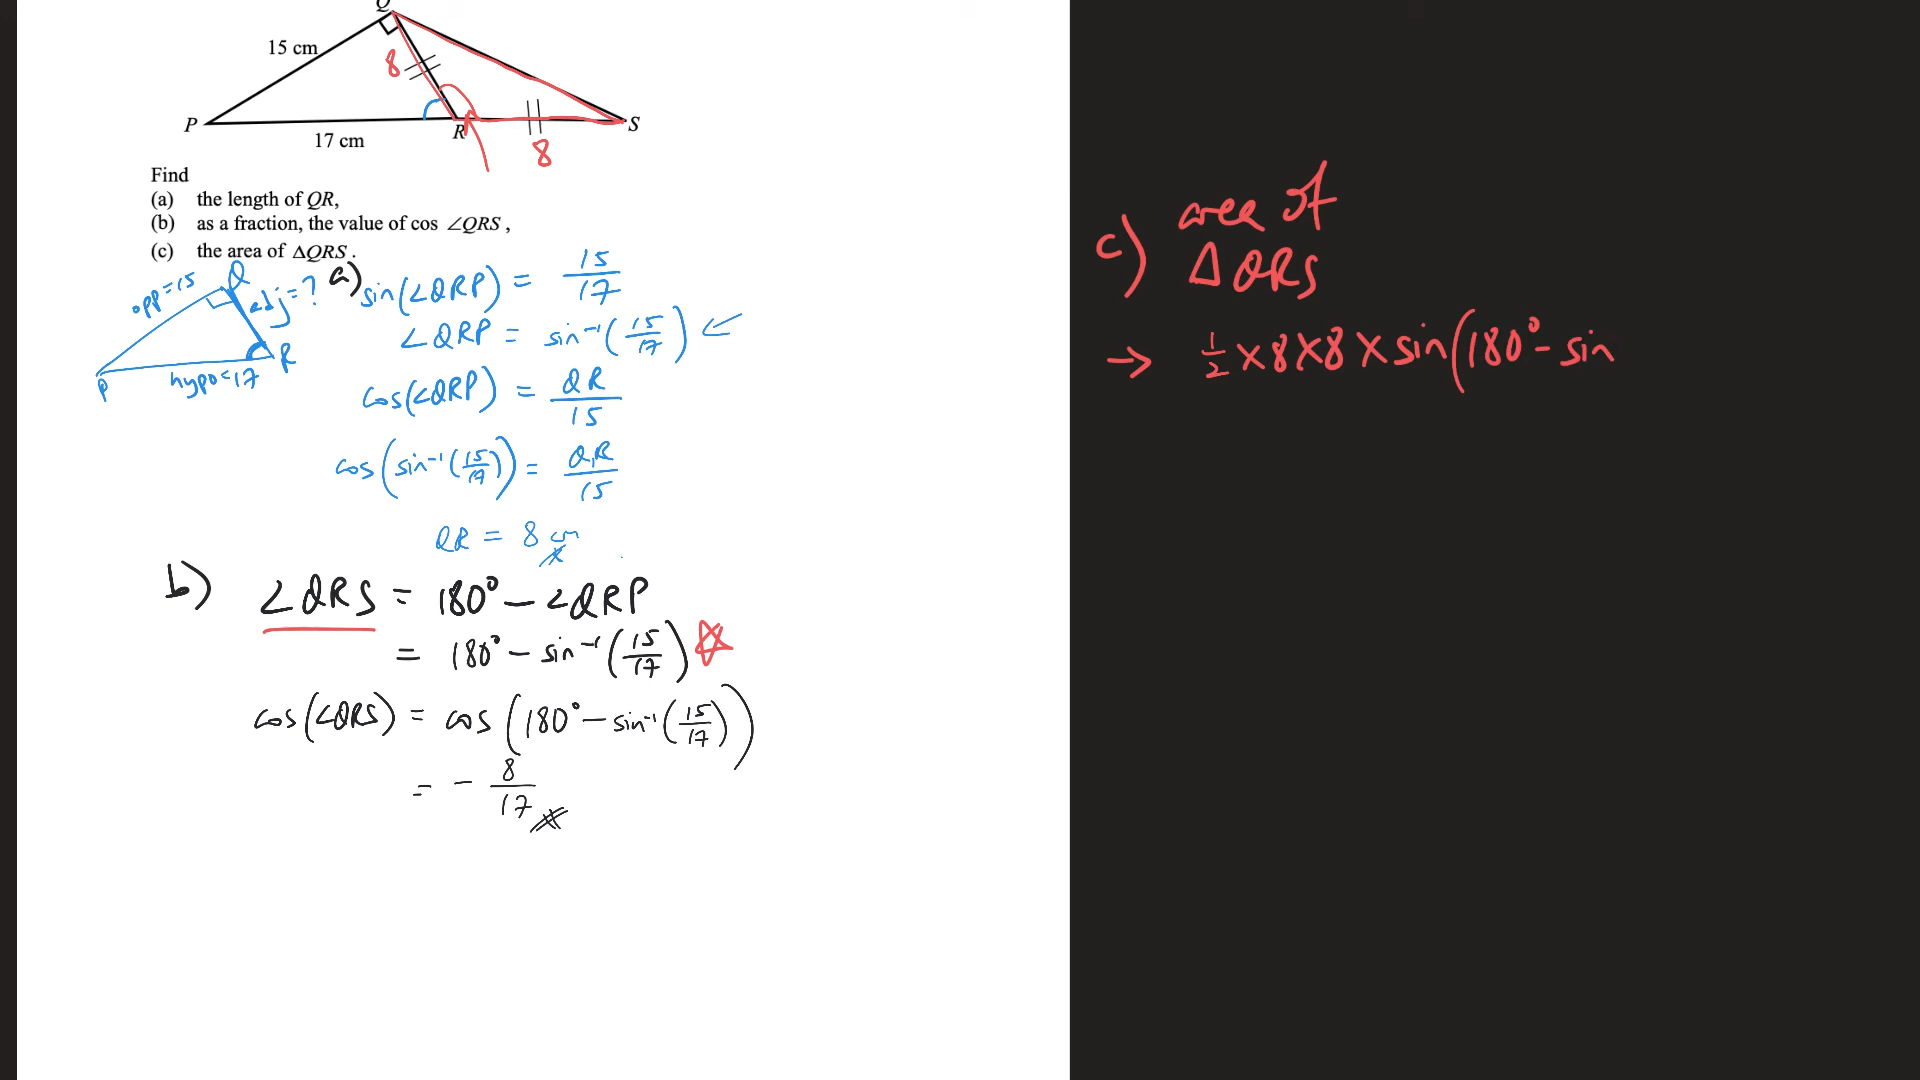 Q
15 cm
8
P
R
S
17 cm
8
Find
(a) the length of QR,
(b) as a fraction, the value of cos ∠QRS ,
(c) the area of ΔQRS .
opp=15
Q
adj=?
P
hypo=17
R
a) sin(∠QRP) = 15/17
∠QRP = sin⁻¹(15/17) ←
cos(∠QRP) = QR/15
cos(sin⁻¹(15/17)) = QR/15
QR = 8 cm
b) ∠QRS = 180° − ∠QRP
= 180° − sin⁻¹(15/17) ☆
cos(∠QRS) = cos(180° − sin⁻¹(15/17))
= − 8/17
c) area of
Δ QRS
→ 1/2 × 8 × 8 × sin(180° − sin